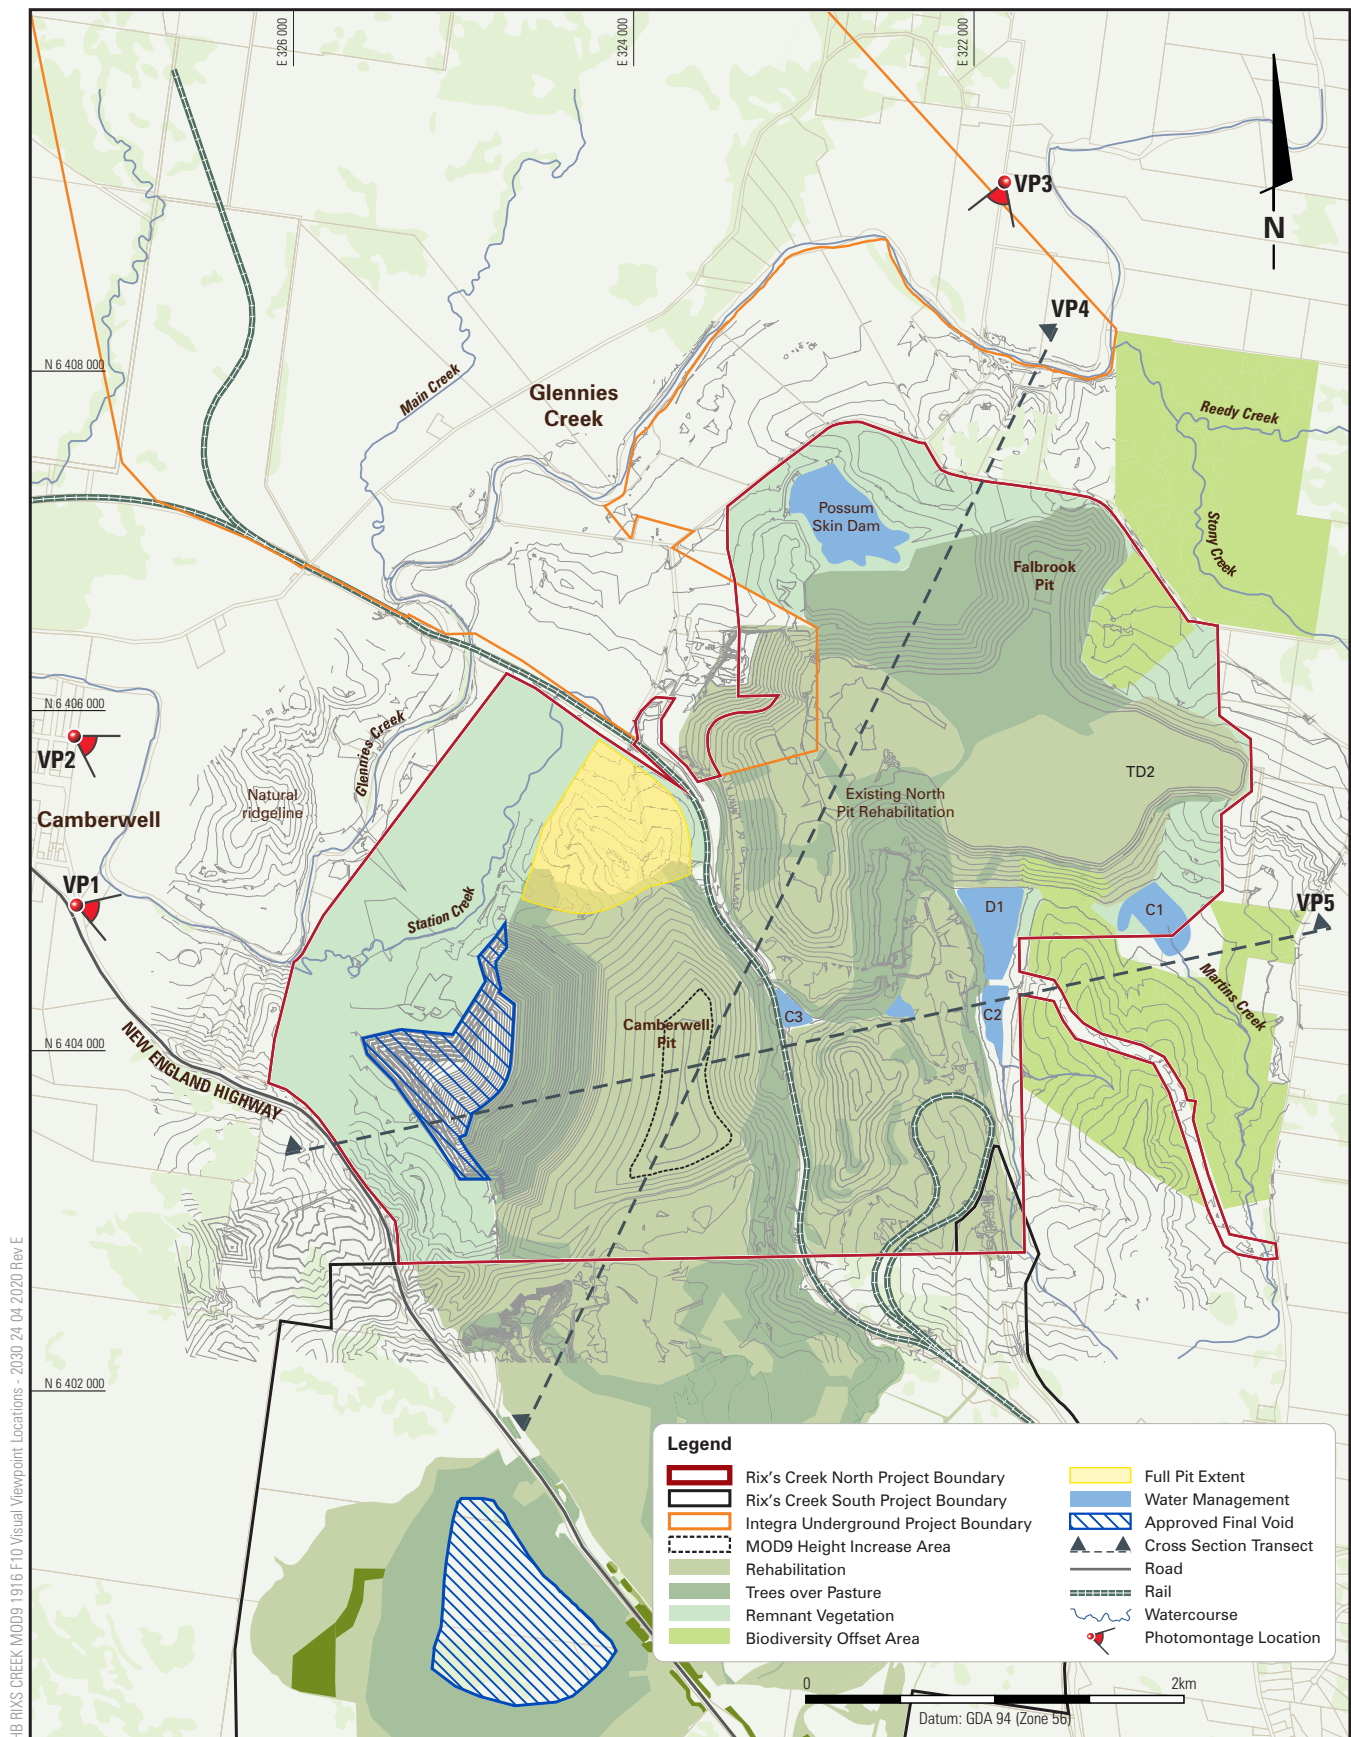 E 326 000
E 324 000
E 322 000
VP3
N
VP4
N 6 408 000
Main Creek
Glennies
Creek
Reedy Creek
Possum
Skin Dam
Stony Creek
Falbrook
Pit
N 6 406 000
VP2
Glennies Creek
TD2
Natural
ridgeline
Existing North
Pit Rehabilitation
Camberwell
VP1
Station Creek
D1
C1
VP5
Martins Creek
NEW ENGLAND HIGHWAY
C3
C2
Camberwell
Pit
N 6 404 000
N 6 402 000
Legend
Rix's Creek North Project Boundary
Rix's Creek South Project Boundary
Integra Underground Project Boundary
MOD9 Height Increase Area
Rehabilitation
Trees over Pasture
Remnant Vegetation
Biodiversity Offset Area
Full Pit Extent
Water Management
Approved Final Void
Cross Section Transect
Road
Rail
Watercourse
Photomontage Location
0
2km
Datum: GDA 94 (Zone 56)
HB RIXS CREEK MOD9 1916 F10 Visual Viewpoint Locations - 2030 24 04 2020 Rev E